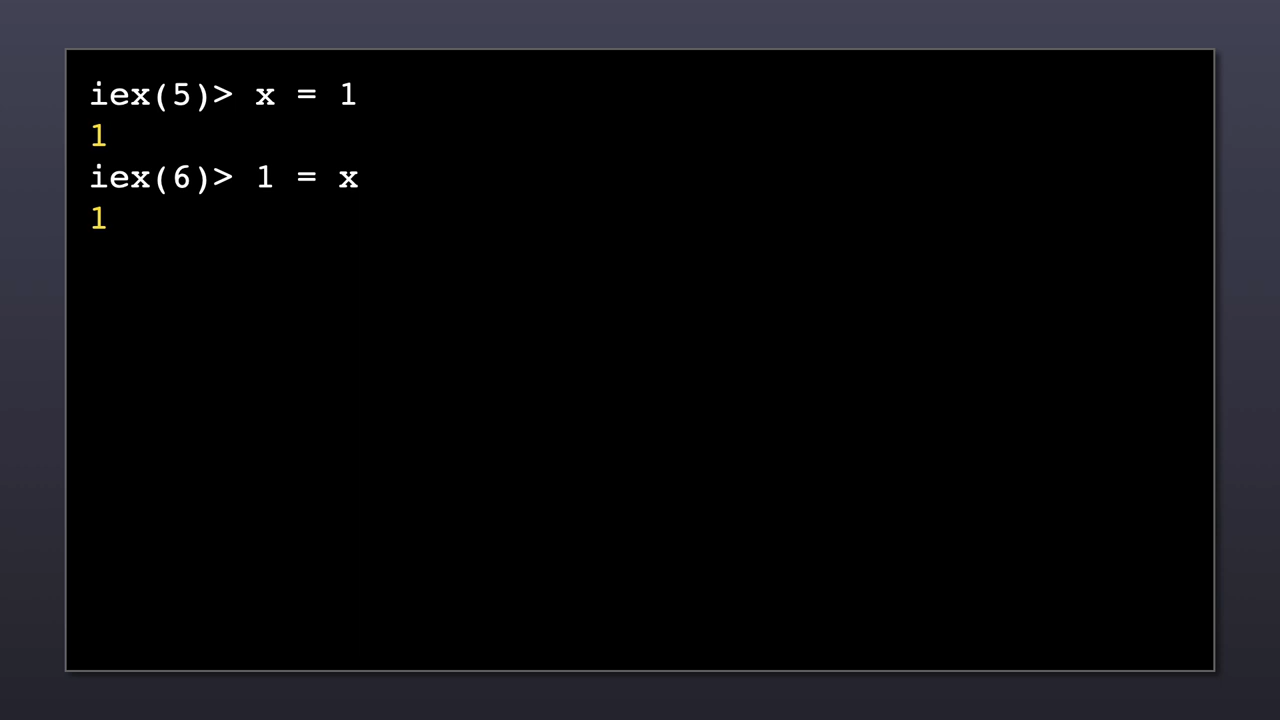 iex(5)> x = 1
1
iex(6)> 1 = x
1